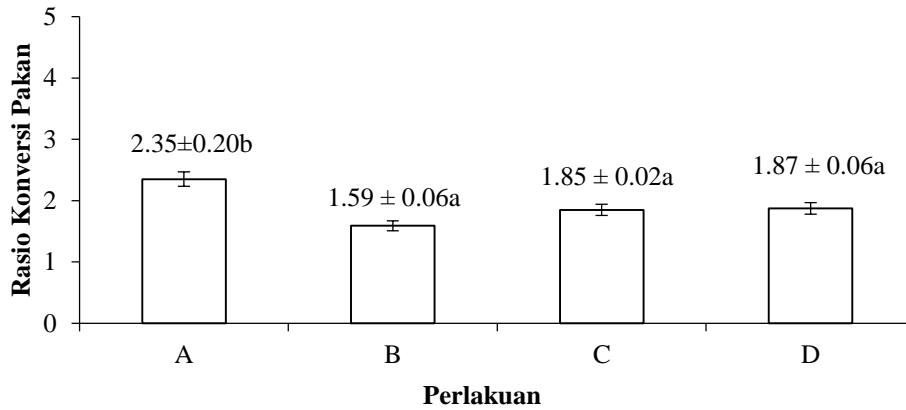 5
4
3
2
1
0
Rasio Konversi Pakan
2.35±0.20b
1.59 ± 0.06a
1.85 ± 0.02a
1.87 ± 0.06a
A B C D
Perlakuan